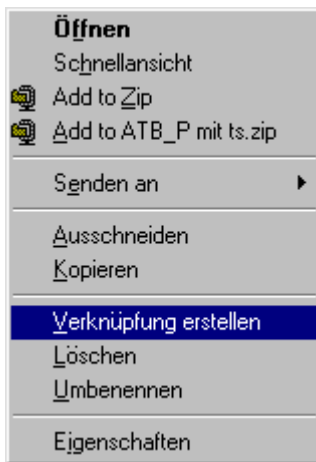 Öffnen
Schnellansicht
Add to Zip
Add to ATB_P mit ts.zip
Senden an
Ausschneiden
Kopieren
Verknüpfung erstellen
Löschen
Umbenennen
Eigenschaften